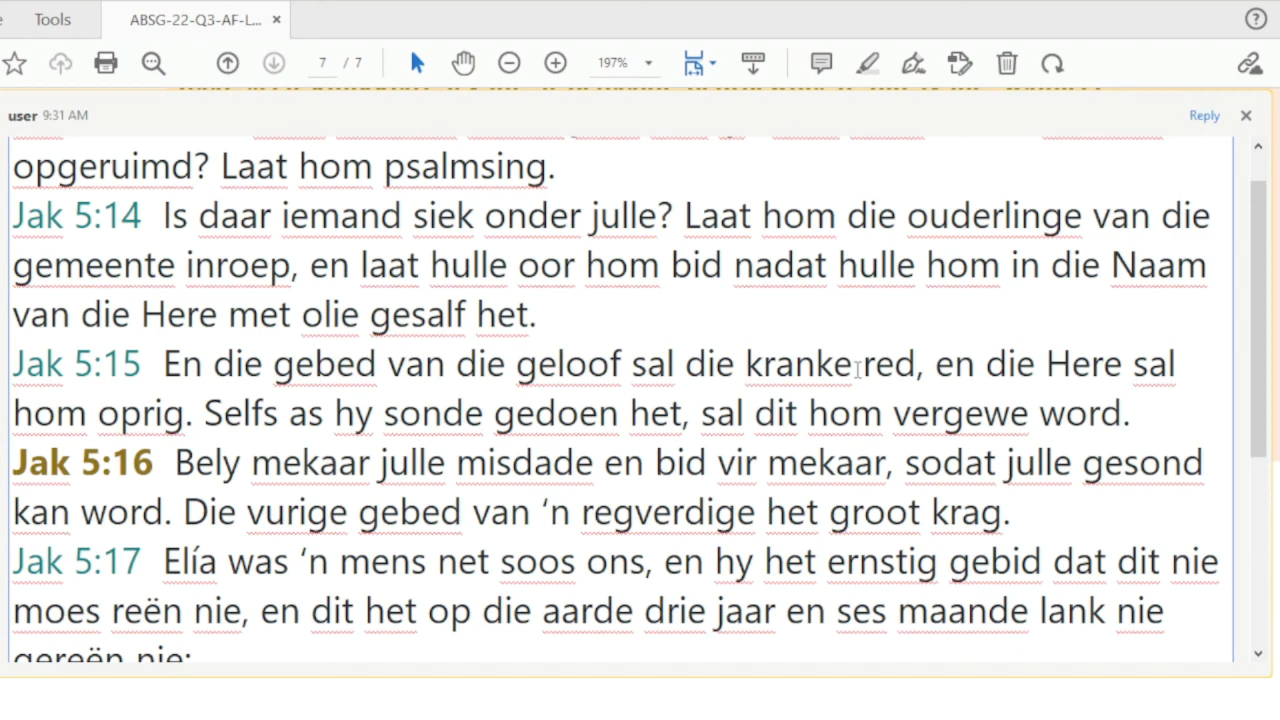 Tools
ABSG-22-Q3-AF-L... ×
7 / 7
197%
user 9:31 AM
Reply
opgeruimd? Laat hom psalmsing.
Jak 5:14 Is daar iemand siek onder julle? Laat hom die ouderlinge van die
gemeente inroep, en laat hulle oor hom bid nadat hulle hom in die Naam
van die Here met olie gesalf het.
Jak 5:15 En die gebed van die geloof sal die kranke red, en die Here sal
hom oprig. Selfs as hy sonde gedoen het, sal dit hom vergewe word.
Jak 5:16 Bely mekaar julle misdade en bid vir mekaar, sodat julle gesond
kan word. Die vurige gebed van ‘n regverdige het groot krag.
Jak 5:17 Elía was ‘n mens net soos ons, en hy het ernstig gebid dat dit nie
moes reën nie, en dit het op die aarde drie jaar en ses maande lank nie
gereën nie;